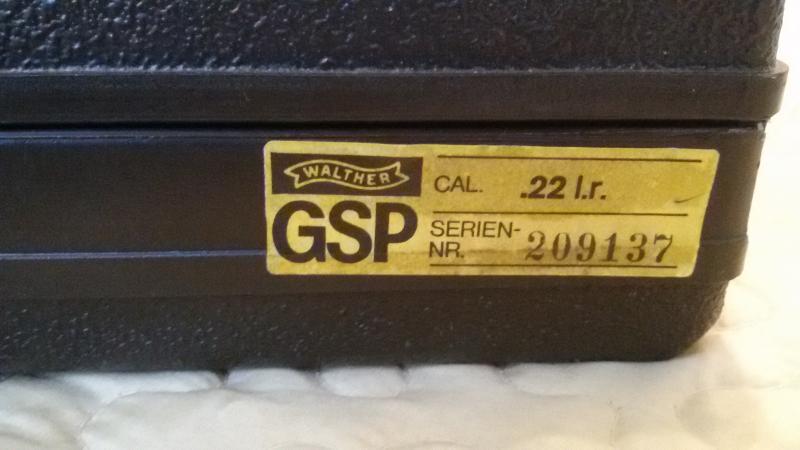 WALTHER
GSP
CAL. .22 l.r.
SERIEN-
NR. 209137